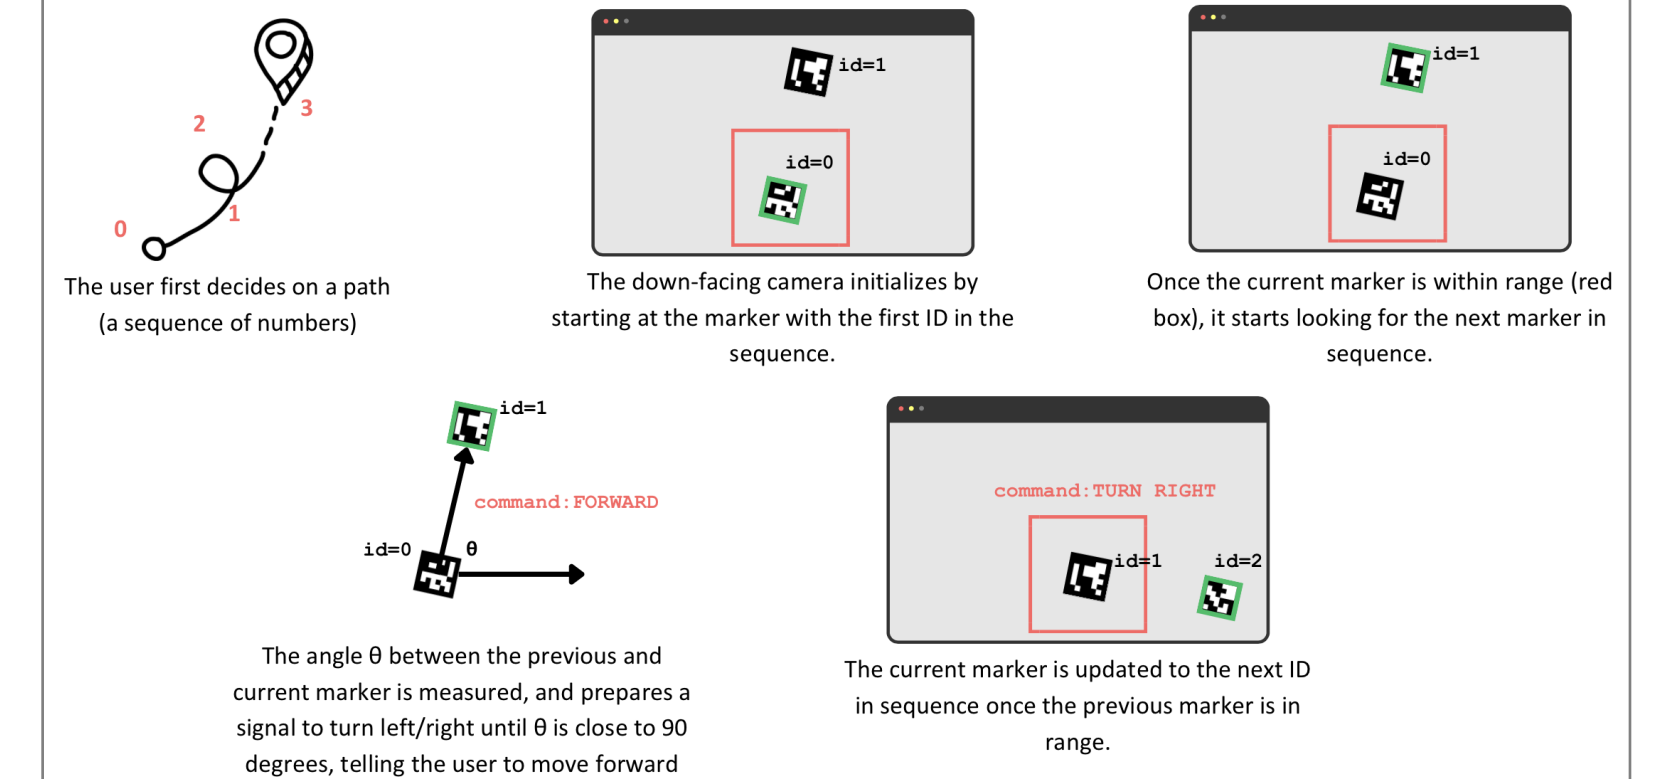 0
1
2
3
The user first decides on a path
(a sequence of numbers)
id=1
id=0
The down-facing camera initializes by
starting at the marker with the first ID in the
sequence.
id=1
id=0
Once the current marker is within range (red
box), it starts looking for the next marker in
sequence.
id=1
command:FORWARD
id=0
θ
The angle θ between the previous and
current marker is measured, and prepares a
signal to turn left/right until θ is close to 90
degrees, telling the user to move forward
command:TURN RIGHT
id=1
id=2
The current marker is updated to the next ID
in sequence once the previous marker is in
range.